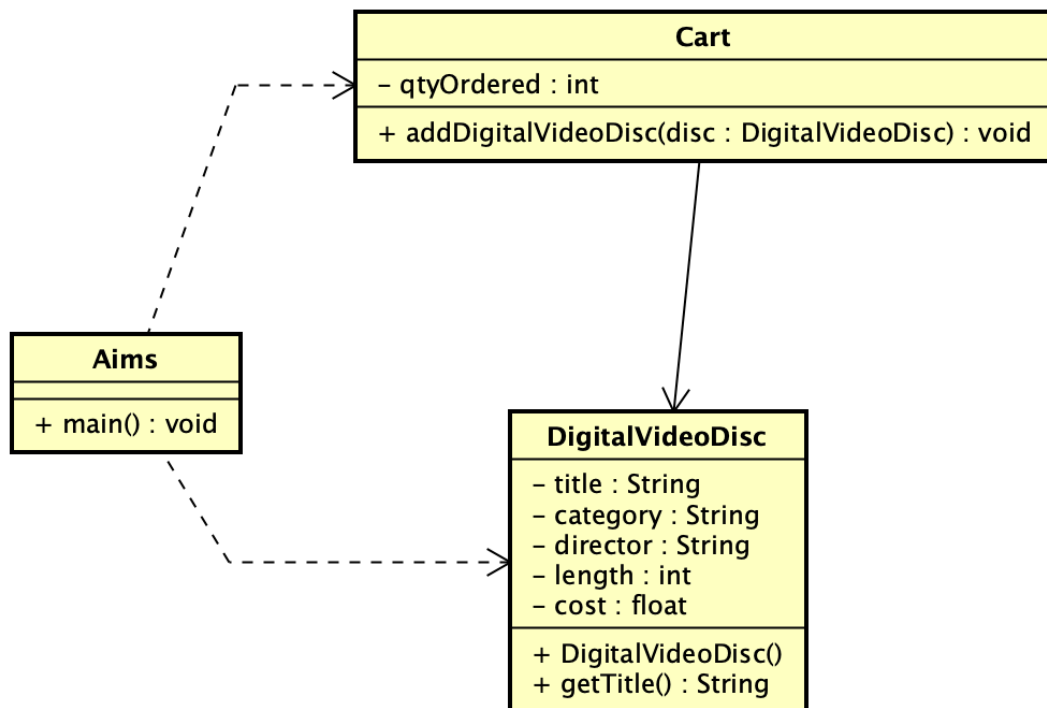 Cart
– qtyOrdered : int
+ addDigitalVideoDisc(disc : DigitalVideoDisc) : void
Aims
+ main() : void
DigitalVideoDisc
– title : String
– category : String
– director : String
– length : int
– cost : float
+ DigitalVideoDisc()
+ getTitle() : String